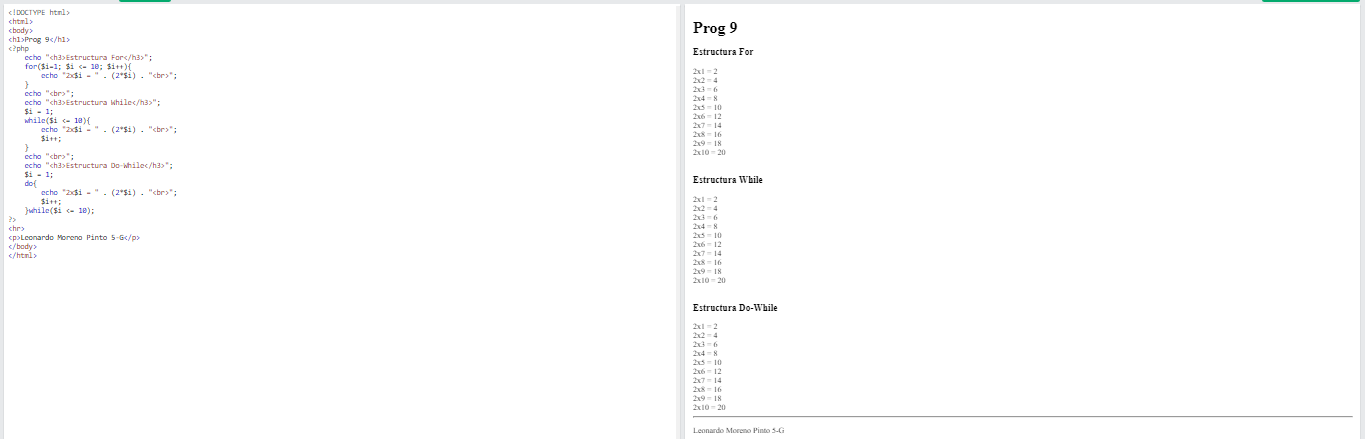 <!DOCTYPE html>
<html>
<body>
<h1>Prog 9</h1>
<?php
echo "<h3>Estructura For</h3>";
for($i=1; $i <= 10; $i++){
echo "2x$i = " . (2*$i) . "<br>";
}
echo "<br>";
echo "<h3>Estructura While</h3>";
$i = 1;
while($i <= 10){
echo "2x$i = " . (2*$i) . "<br>";
$i++;
}
echo "<br>";
echo "<h3>Estructura Do-While</h3>";
$i = 1;
do{
echo "2x$i = " . (2*$i) . "<br>";
$i++;
}while($i <= 10);
?>
<hr>
<p>Leonardo Moreno Pinto 5-G</p>
</body>
</html>
Prog 9
Estructura For
2x1 = 2
2x2 = 4
2x3 = 6
2x4 = 8
2x5 = 10
2x6 = 12
2x7 = 14
2x8 = 16
2x9 = 18
2x10 = 20
Estructura While
2x1 = 2
2x2 = 4
2x3 = 6
2x4 = 8
2x5 = 10
2x6 = 12
2x7 = 14
2x8 = 16
2x9 = 18
2x10 = 20
Estructura Do-While
2x1 = 2
2x2 = 4
2x3 = 6
2x4 = 8
2x5 = 10
2x6 = 12
2x7 = 14
2x8 = 16
2x9 = 18
2x10 = 20
Leonardo Moreno Pinto 5-G